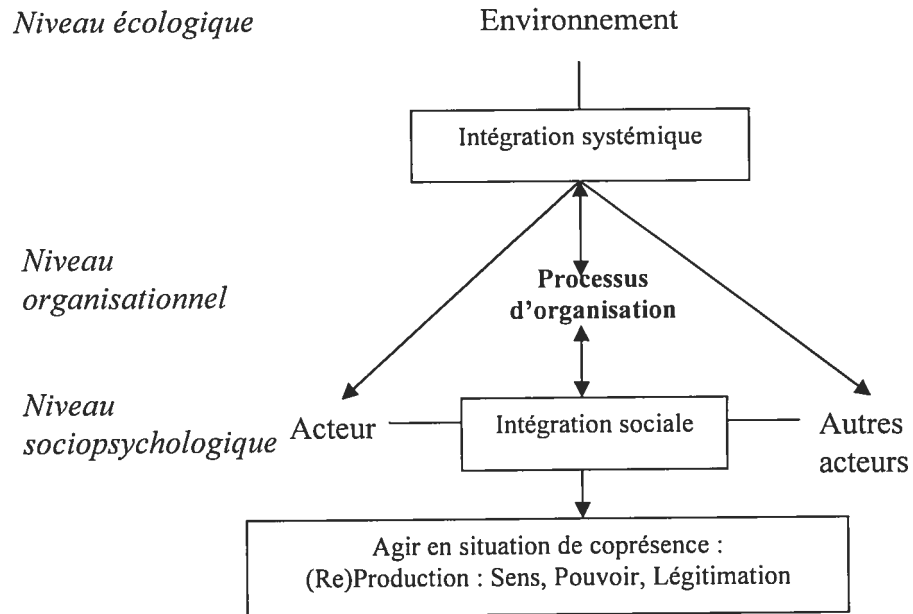 Niveau écologique
Environnement
Intégration systémique
Niveau
organisationnel
Processus
d'organisation
Niveau
sociopsychologique
Acteur
Intégration sociale
Autres
acteurs
Agir en situation de coprésence :
(Re)Production : Sens, Pouvoir, Légitimation